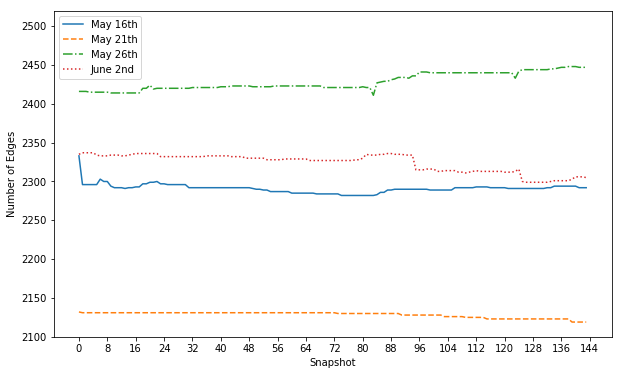 May 16th
May 21th
May 26th
June 2nd
2500
2450
2400
2350
2300
2250
2200
2150
2100
Number of Edges
0 8 16 24 32 40 48 56 64 72 80 88 96 104 112 120 128 136 144
Snapshot